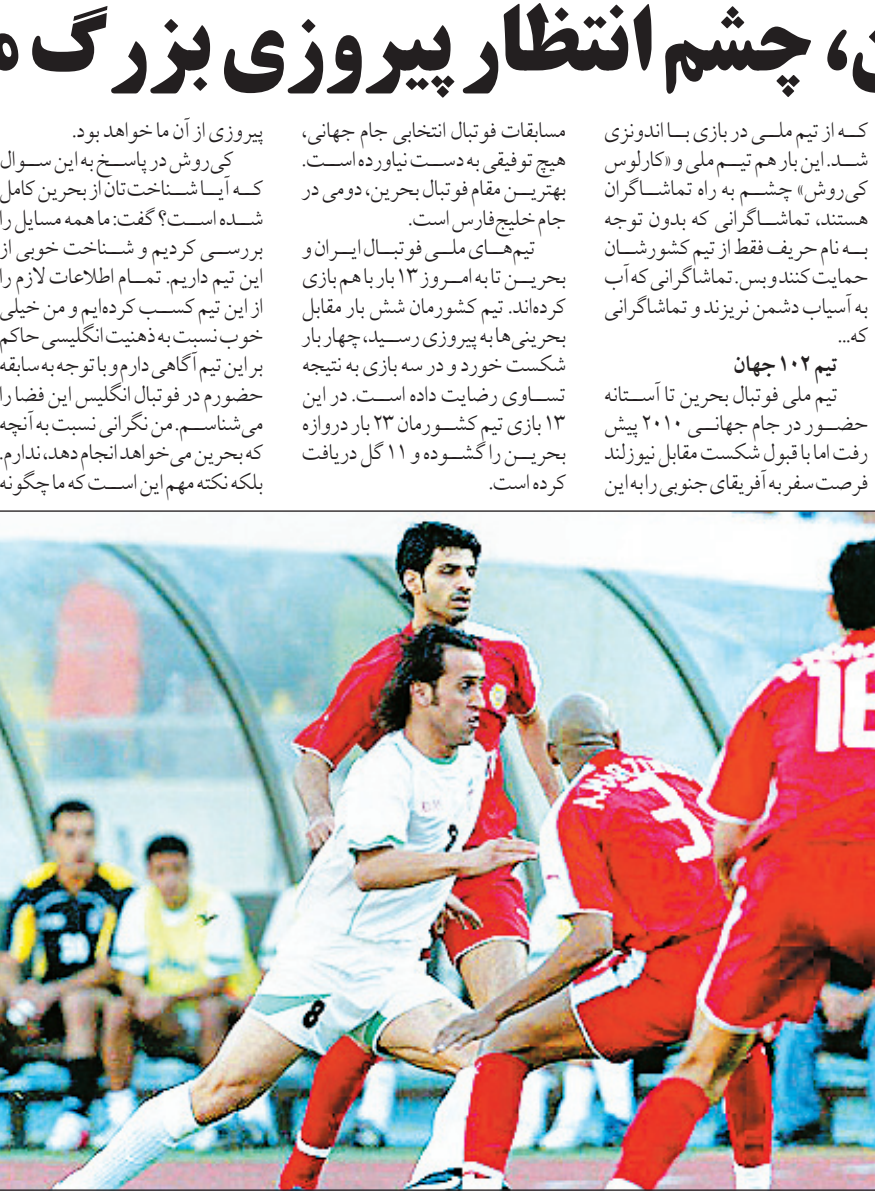 چشم انتظار پیروزی بزرگ
که از تیم ملی در بازی با اندونزی
شد. این بار هم تیم ملی و «کارلوس
کی‌روش» چشم به راه تماشاگران
هستند، تماشاگرانی که بدون توجه
به نام حریف فقط از تیم کشورشان
حمایت کنند و بس. تماشاگرانی که آب
به آسیاب دشمن نریزند و تماشاگرانی
که...
تیم ۱۰۲ جهان
تیم ملی فوتبال بحرین تا آستانه
حضور در جام جهانی ۲۰۱۰ پیش
رفت اما با قبول شکست مقابل نیوزلند
فرصت سفر به آفریقای جنوبی را به این
مسابقات فوتبال انتخابی جام جهانی،
هیچ توفیقی به دست نیاورده است.
بهترین مقام فوتبال بحرین، دومی در
جام خلیج‌فارس است.
تیم‌های ملی فوتبال ایران و
بحرین تا به امروز ۱۳ بار با هم بازی
کرده‌اند. تیم کشورمان شش بار مقابل
بحرینی‌ها به پیروزی رسید، چهار بار
شکست خورد و در سه بازی به نتیجه
تساوی رضایت داده است. در این
۱۳ بازی تیم کشورمان ۲۳ بار دروازه
بحرین را گشوده و ۱۱ گل دریافت
کرده است.
پیروزی از آن ما خواهد بود.
کی‌روش در پاسخ به این سوال
که آیا شناخت‌تان از بحرین کامل
شده است؟ گفت: ما همه مسایل را
بررسی کردیم و شناخت خوبی از
این تیم داریم. تمام اطلاعات لازم را
از این تیم کسب کرده‌ایم و من خیلی
خوب نسبت به ذهنیت انگلیسی حاکم
بر این تیم آگاهی دارم و با توجه به سابقه
حضورم در فوتبال انگلیس این فضا را
می‌شناسم. من نگرانی نسبت به آنچه
که بحرین می‌خواهد انجام دهد، ندارم.
بلکه نکته مهم این است که ما چگونه
3
8